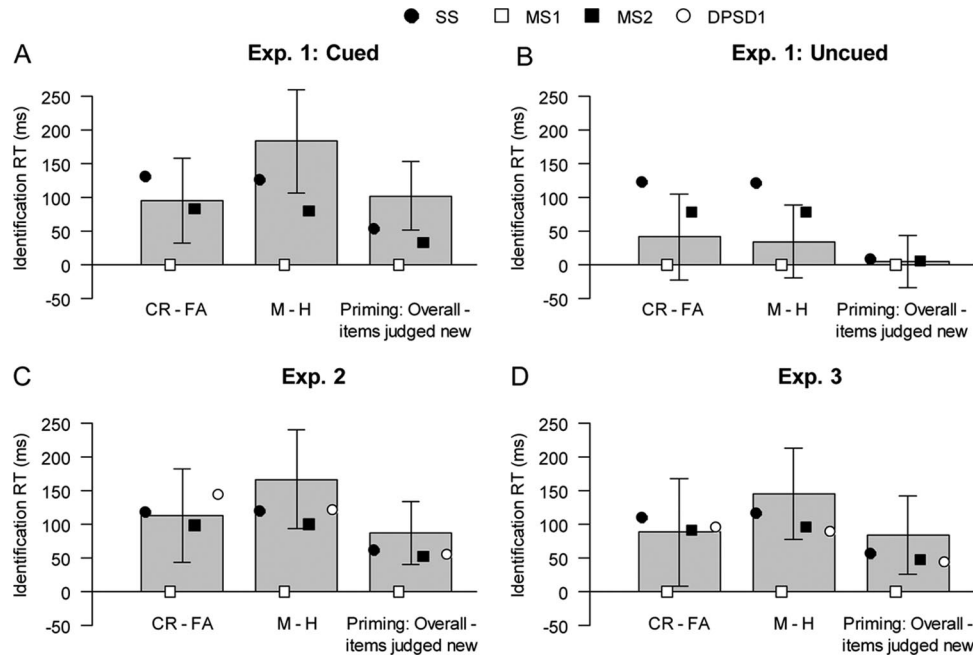 SS MS1 MS2 DPSD1
A Exp. 1: Cued
Identification RT (ms)
250
200
150
100
50
0
-50
CR - FA M - H Priming: Overall -
items judged new
B Exp. 1: Uncued
Identification RT (ms)
250
200
150
100
50
0
-50
CR - FA M - H Priming: Overall -
items judged new
C Exp. 2
Identification RT (ms)
250
200
150
100
50
0
-50
CR - FA M - H Priming: Overall -
items judged new
D Exp. 3
Identification RT (ms)
250
200
150
100
50
0
-50
CR - FA M - H Priming: Overall -
items judged new